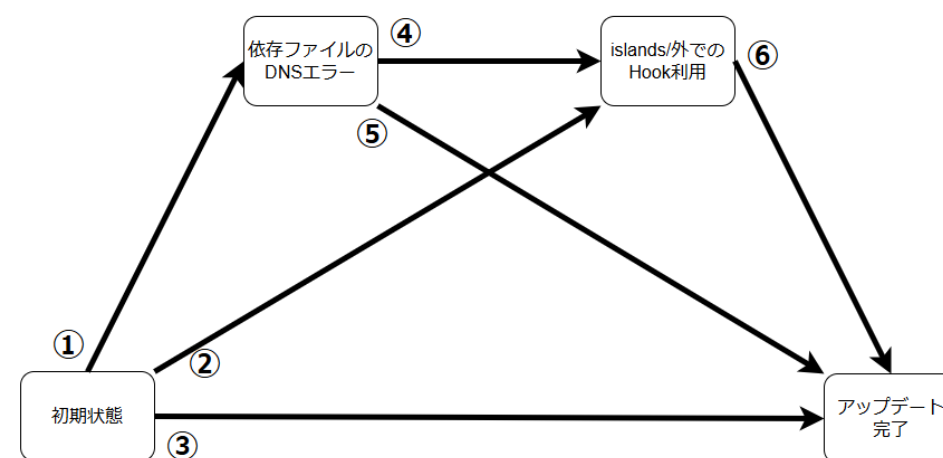 依存ファイルの
DNSエラー
④
islands/外での
Hook利用
⑥
⑤
①
②
初期状態
③
アップデート
完了